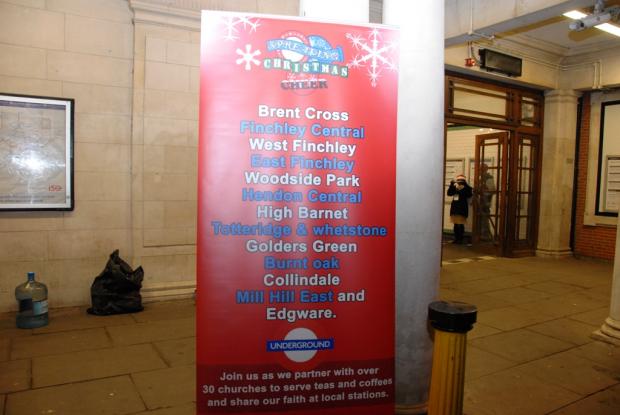 SPREADING
CHRISTMAS
CHEER
Brent Cross
Finchley Central
West Finchley
East Finchley
Woodside Park
Hendon Central
High Barnet
Totteridge & whetstone
Golders Green
Burnt oak
Collindale
Mill Hill East and
Edgware.
UNDERGROUND
Join us as we partner with over
30 churches to serve teas and coffees
and share our faith at local stations.